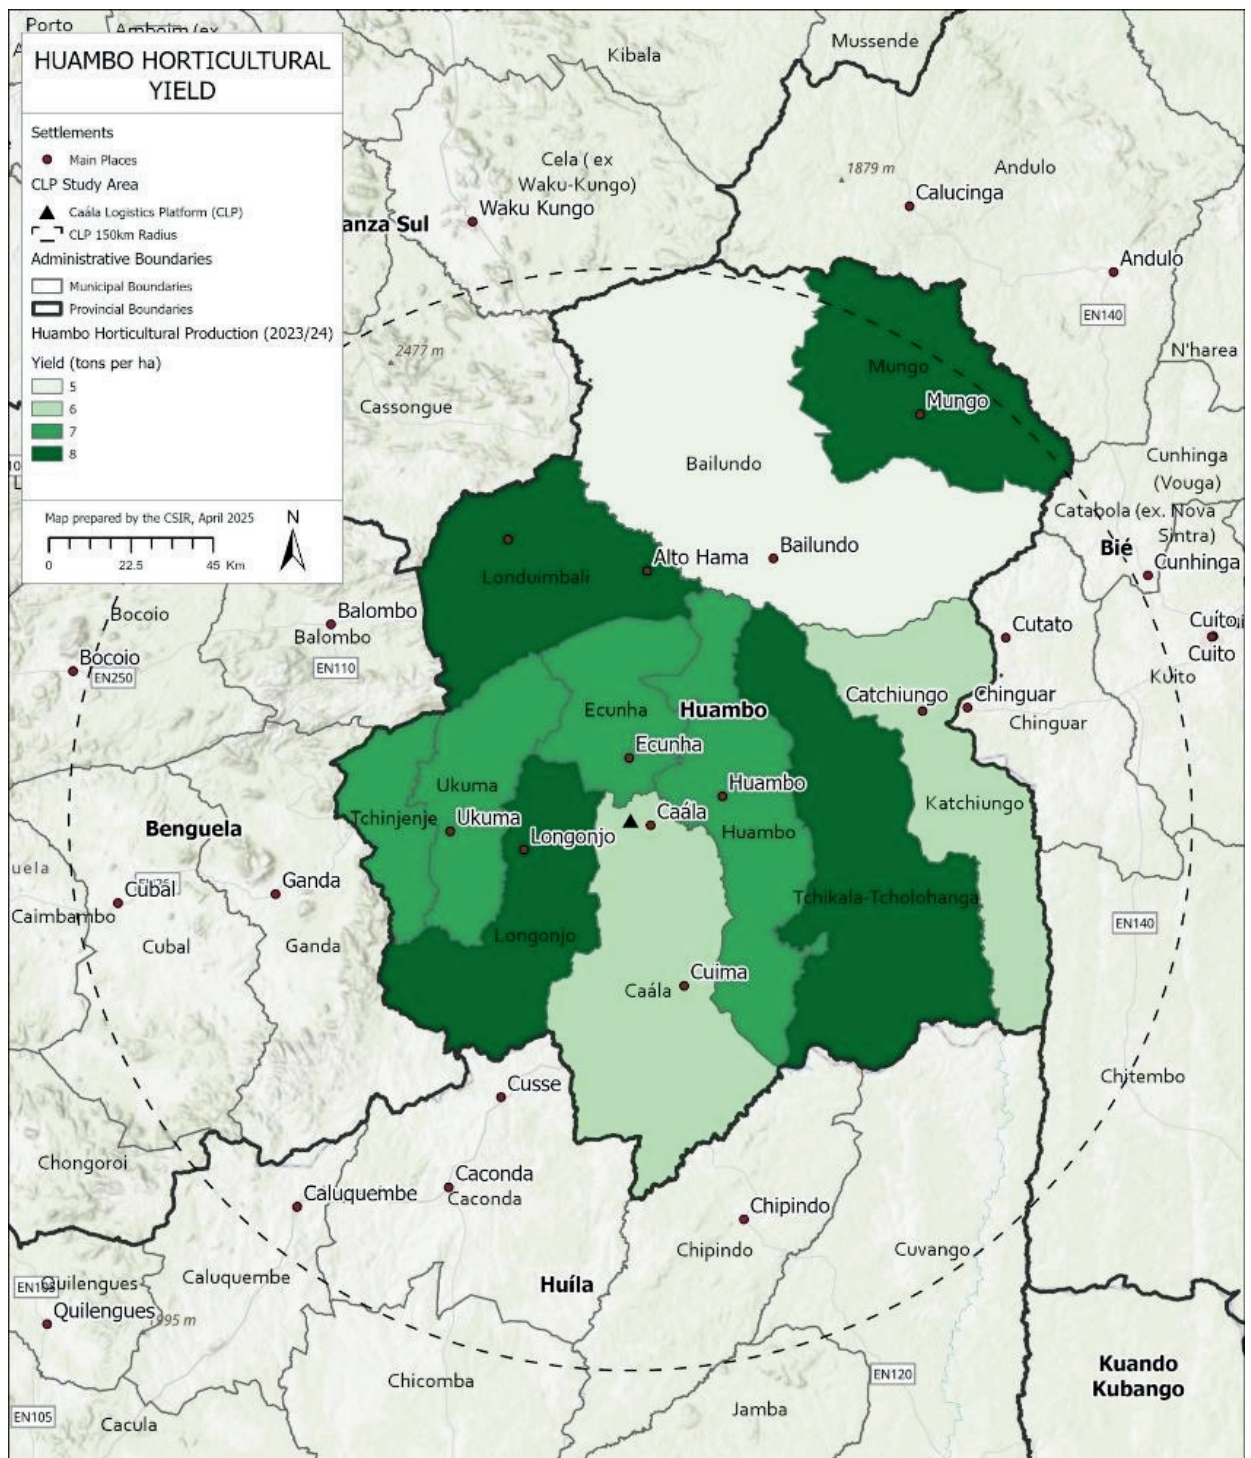 Porto
Amboim (ex
HUAMBO HORTICULTURAL
YIELD
Settlements
Main Places
CLP Study Area
Caála Logistics Platform (CLP)
CLP 150km Radius
Administrative Boundaries
Municipal Boundaries
Provincial Boundaries
Huambo Horticultural Production (2023/24)
Yield (tons per ha)
5
6
7
8
Map prepared by the CSIR, April 2025
N
0 22.5 45 Km
Mussende
Kibala
Cela ( ex
Waku-Kungo)
Waku Kungo
anza Sul
1879 m
Andulo
Calucinga
Andulo
EN140
N'harea
2477 m
Cassongue
Mungo
Mungo
Bailundo
Cunhinga
(Vouga)
Catabola (ex. Nova
Sintra)
Bié
Cunhinga
Bailundo
Alto Hama
Londuimbali
Bocoio
Balombo
Balombo
Bocoio
EN250
EN110
Cutato
Cuíto
Cuito
Kuito
Ecunha
Huambo
Catchiungo
Chinguar
Chinguar
Ecunha
Ukuma
Huambo
Katchiungo
Tchinjenje
Ukuma
Caála
Huambo
Benguela
Longonjo
uela
Ganda
Cubal
Caimbambo
Cubal
Ganda
Longonjo
Tchikala-Tcholohanga
EN140
Cuima
Caála
Cusse
Chitembo
Chongoroi
Caconda
Caconda
Caluquembe
Chipindo
Chipindo
Cuvango
Caluquembe
Huíla
EN105
Quilengues
Quilengues
1995 m
Kuando
Kubango
Chicomba
EN120
EN105
Cacula
Jamba